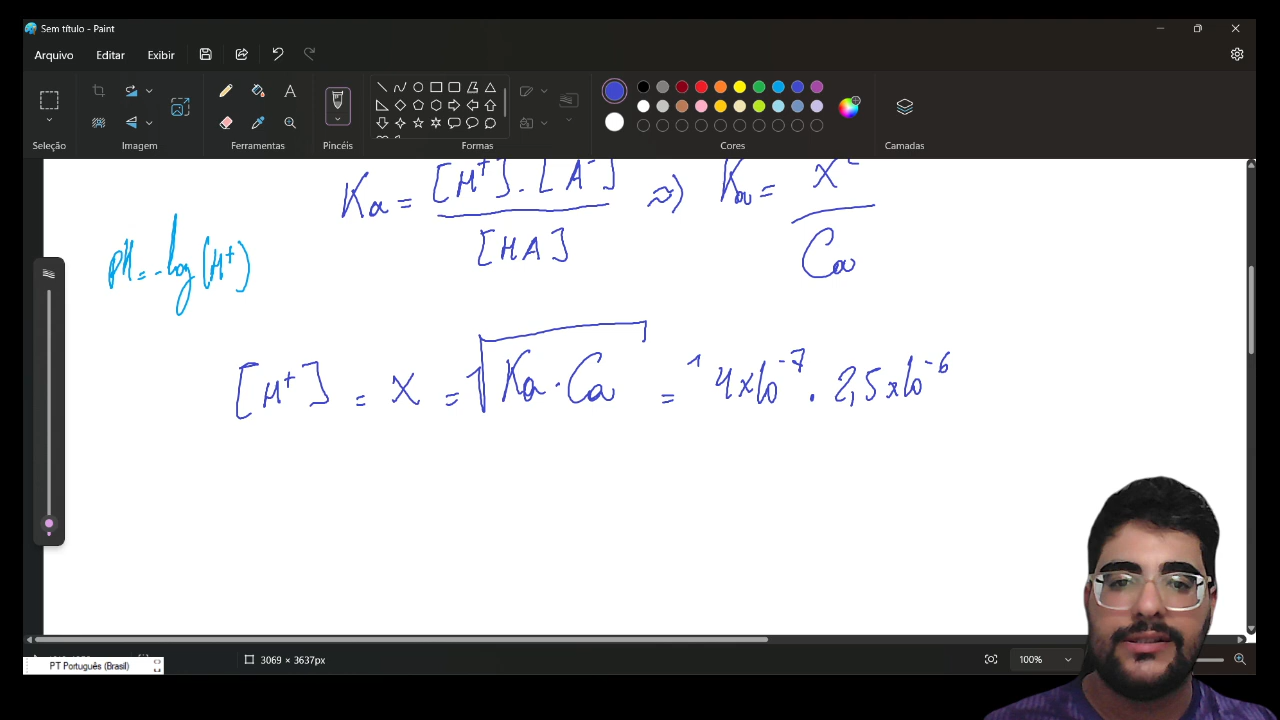 Sem título - Paint
Arquivo Editar Exibir
Seleção Imagem Ferramentas Pincéis Formas Cores Camadas
Ka = [H+] . [A-] / [HA] => Ka = x² / Ca
pH = -log (H+)
[H+] = x = √Ka . Ca = 4x10⁻⁷ . 2,5x10⁻⁶
PT Português (Brasil) 3069 × 3637px 100%